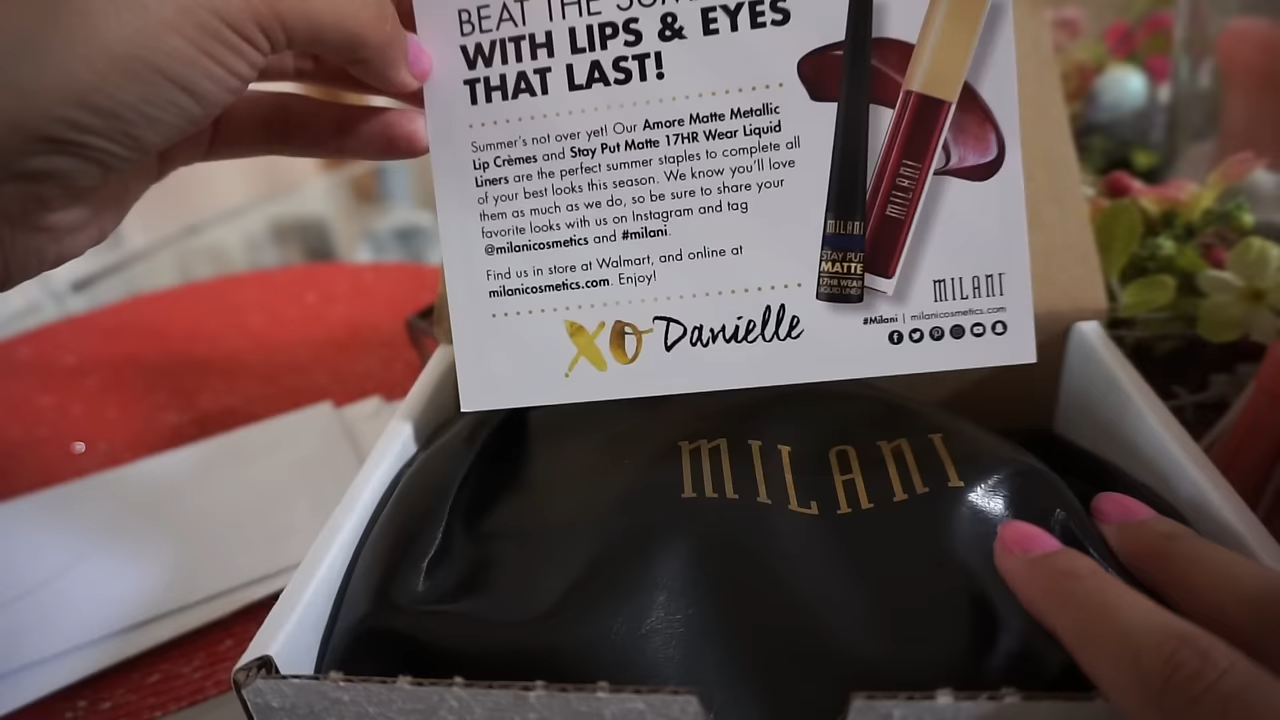 BEAT THE
WITH LIPS & EYES
THAT LAST!
Summer's not over yet! Our Amore Matte Metallic
Lip Crèmes and Stay Put Matte 17HR Wear Liquid
Liners are the perfect summer staples to complete all
of your best looks this season. We know you'll love
them as much as we do, so be sure to share your
favorite looks with us on Instagram and tag
@milanicosmetics and #milani.
Find us in store at Walmart, and online at
milanicosmetics.com. Enjoy!
XO Danielle
MILANI
STAY PUT
MATTE
17HR WEAR
LIQUID LINER
MILANI
MILANI
#Milani | milanicosmetics.com
MILANI